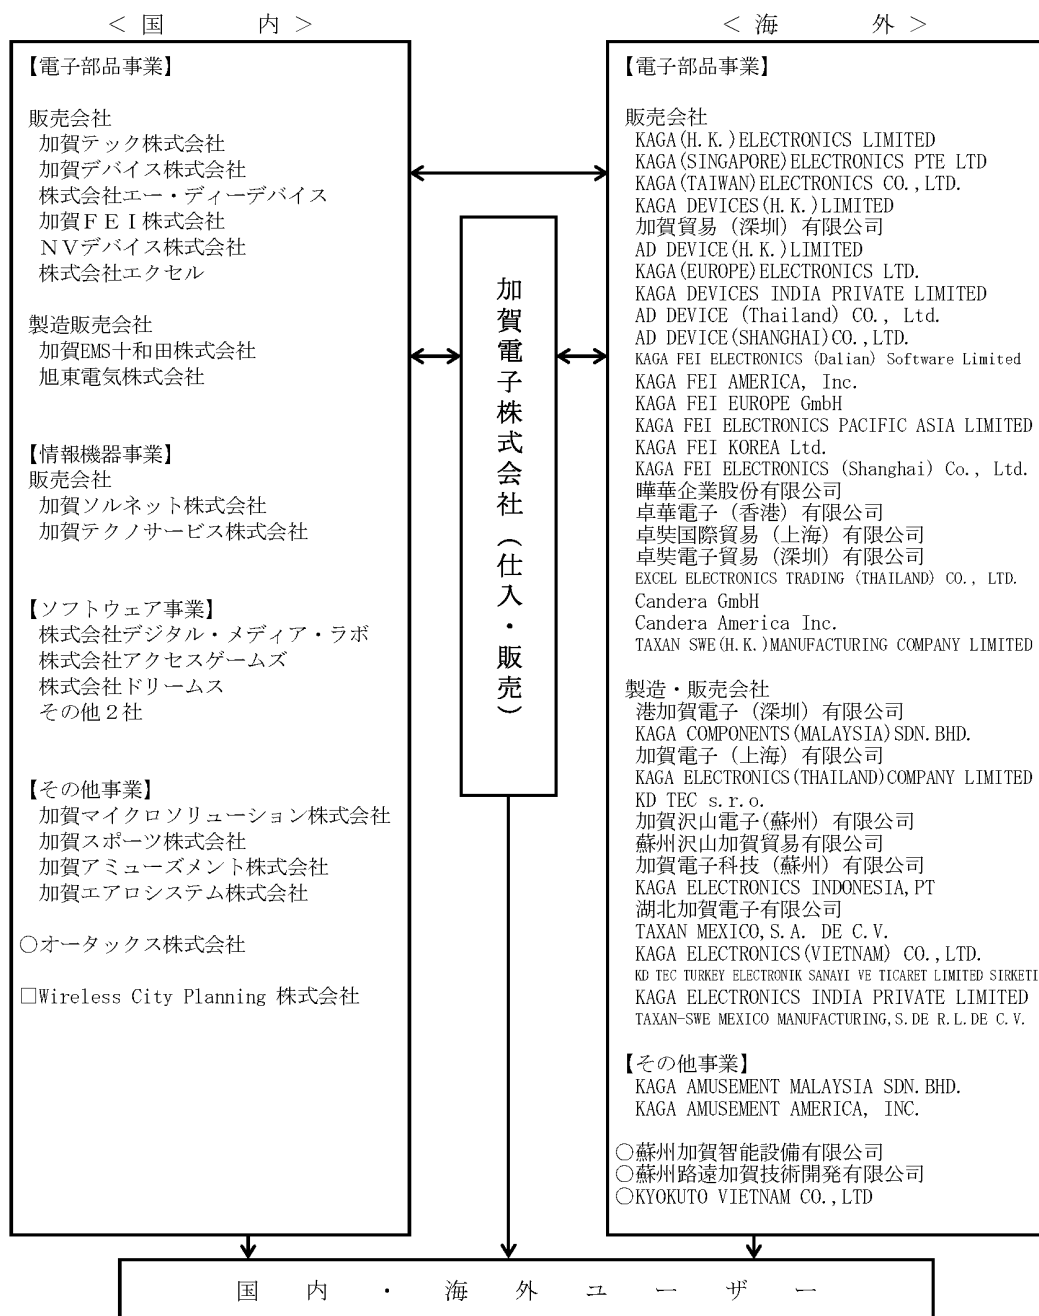 ＜国　　　内＞
【電子部品事業】
販売会社
加賀テック株式会社
加賀デバイス株式会社
株式会社エー・ディーデバイス
加賀ＦＥＩ株式会社
ＮＶデバイス株式会社
株式会社エクセル
製造販売会社
加賀EMS十和田株式会社
旭東電気株式会社
【情報機器事業】
販売会社
加賀ソルネット株式会社
加賀テクノサービス株式会社
【ソフトウェア事業】
株式会社デジタル・メディア・ラボ
株式会社アクセスゲームズ
株式会社ドリームス
その他２社
【その他事業】
加賀マイクロソリューション株式会社
加賀スポーツ株式会社
加賀アミューズメント株式会社
加賀エアロシステム株式会社
○オータックス株式会社
□Wireless City Planning 株式会社
加賀電子株式会社（仕入・販売）
＜海　　　外＞
【電子部品事業】
販売会社
KAGA(H.K.)ELECTRONICS LIMITED
KAGA(SINGAPORE)ELECTRONICS PTE LTD
KAGA(TAIWAN)ELECTRONICS CO.,LTD.
KAGA DEVICES(H.K.)LIMITED
加賀貿易（深圳）有限公司
AD DEVICE(H.K.)LIMITED
KAGA(EUROPE)ELECTRONICS LTD.
KAGA DEVICES INDIA PRIVATE LIMITED
AD DEVICE (Thailand) CO., Ltd.
AD DEVICE(SHANGHAI)CO.,LTD.
KAGA FEI ELECTRONICS (Dalian) Software Limited
KAGA FEI AMERICA, Inc.
KAGA FEI EUROPE GmbH
KAGA FEI ELECTRONICS PACIFIC ASIA LIMITED
KAGA FEI KOREA Ltd.
KAGA FEI ELECTRONICS (Shanghai) Co., Ltd.
曄華企業股份有限公司
卓華電子（香港）有限公司
卓奘国際貿易（上海）有限公司
卓奘電子貿易（深圳）有限公司
EXCEL ELECTRONICS TRADING (THAILAND) CO., LTD.
Candera GmbH
Candera America Inc.
TAXAN SWE(H.K.)MANUFACTURING COMPANY LIMITED
製造・販売会社
港加賀電子（深圳）有限公司
KAGA COMPONENTS(MALAYSIA)SDN.BHD.
加賀電子（上海）有限公司
KAGA ELECTRONICS(THAILAND)COMPANY LIMITED
KD TEC s.r.o.
加賀沢山電子(蘇州）有限公司
蘇州沢山加賀貿易有限公司
加賀電子科技（蘇州）有限公司
KAGA ELECTRONICS INDONESIA,PT
湖北加賀電子有限公司
TAXAN MEXICO,S.A. DE C.V.
KAGA ELECTRONICS(VIETNAM) CO.,LTD.
KD TEC TURKEY ELECTRONIK SANAYI VE TICARET LIMITED SIRKETI
KAGA ELECTRONICS INDIA PRIVATE LIMITED
TAXAN-SWE MEXICO MANUFACTURING,S.DE R.L.DE C.V.
【その他事業】
KAGA AMUSEMENT MALAYSIA SDN.BHD.
KAGA AMUSEMENT AMERICA, INC.
○蘇州加賀智能設備有限公司
○蘇州路遠加賀技術開発有限公司
○KYOKUTO VIETNAM CO.,LTD
国　内　・　海　外　ユ　ー　ザ　ー